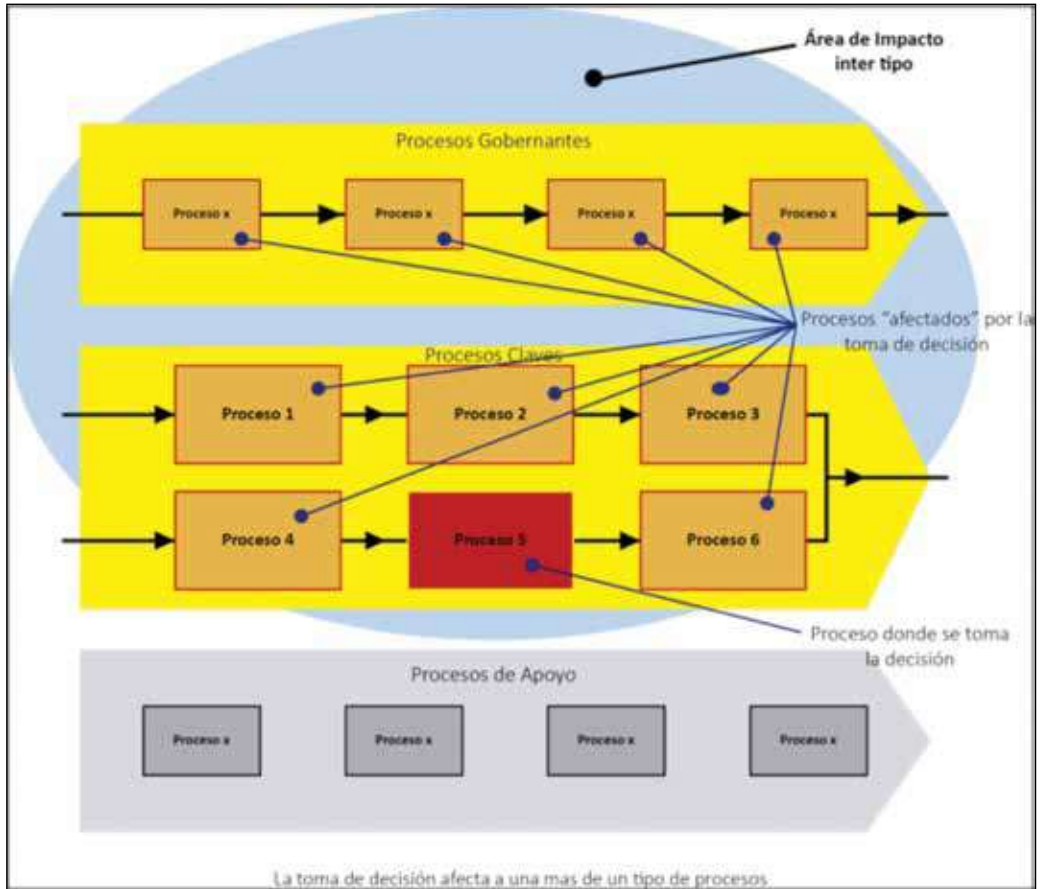 Área de Impacto
inter tipo
Procesos Gobernantes
Proceso x
Proceso x
Proceso x
Proceso x
Procesos "afectados" por la
toma de decisión
Procesos Claves
Proceso 1
Proceso 2
Proceso 3
Proceso 4
Proceso 5
Proceso 6
Proceso donde se toma
la decisión
Procesos de Apoyo
Proceso x
Proceso x
Proceso x
Proceso x
La toma de decisión afecta a una mas de un tipo de procesos